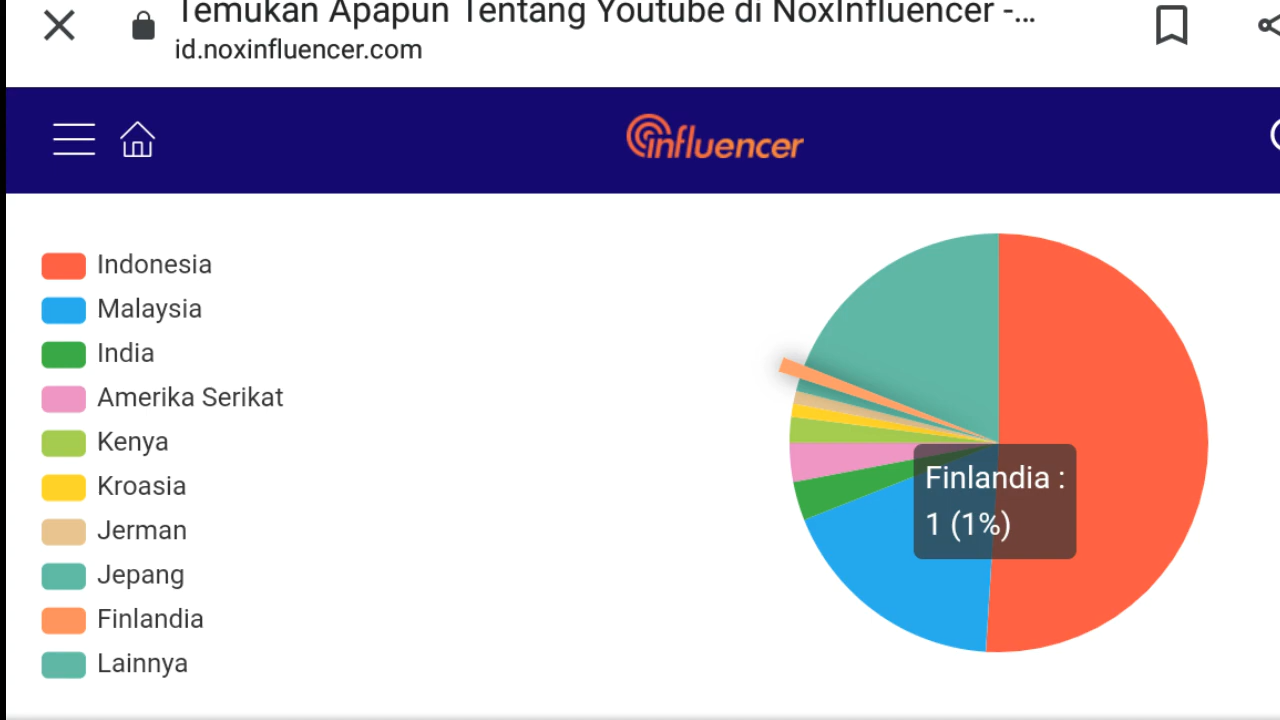 Temukan Apapun Tentang Youtube di NoxInfluencer -...
id.noxinfluencer.com
influencer
Indonesia
Malaysia
India
Amerika Serikat
Kenya
Kroasia
Jerman
Jepang
Finlandia
Lainnya
Finlandia :
1 (1%)